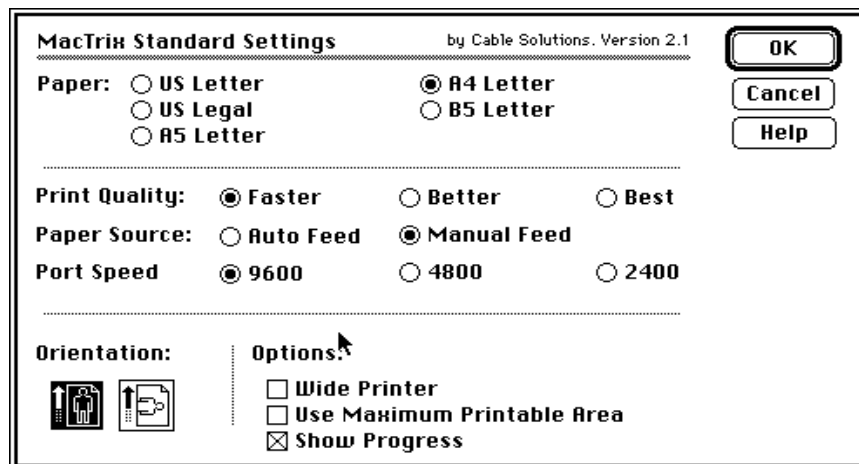 MacTrix Standard Settings by Cable Solutions. Version 2.1
OK
Paper: US Letter A4 Letter
Cancel
US Legal B5 Letter
Help
A5 Letter
Print Quality: Faster Better Best
Paper Source: Auto Feed Manual Feed
Port Speed 9600 4800 2400
Orientation: Options:
Wide Printer
Use Maximum Printable Area
Show Progress